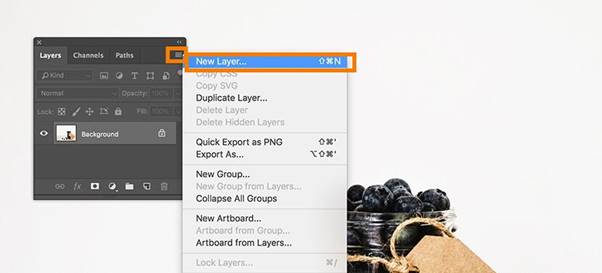 Layers Channels Paths
Kind
Normal Opacity: 100%
Lock: Fill: 100%
Background
fx
New Layer... ⇧⌘N
Copy CSS
Copy SVG
Duplicate Layer...
Delete Layer
Delete Hidden Layers
Quick Export as PNG ⇧⌘'
Export As... ⌥⇧⌘'
New Group...
New Group from Layers...
Collapse All Groups
New Artboard...
Artboard from Group...
Artboard from Layers...
Lock Layers... ⌘/